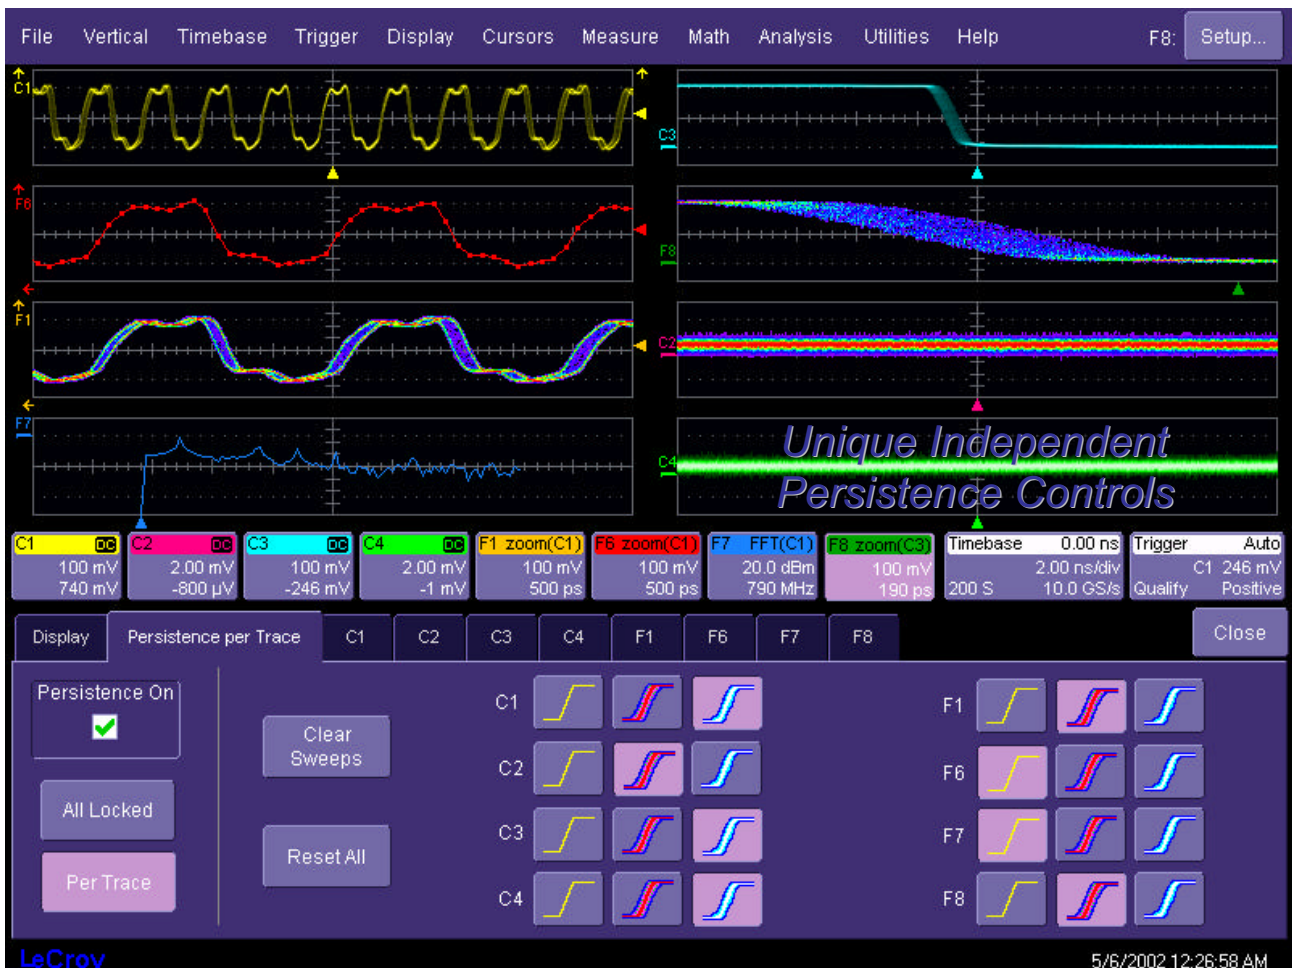 File Vertical Timebase Trigger Display Cursors Measure Math Analysis Utilities Help F8: Setup...
C1
C3
F6
F8
F1
C2
F7
C4
Unique Independent
Persistence Controls
C1 DC
100 mV
740 mV
C2 DC
2.00 mV
-800 µV
C3 DC
100 mV
-246 mV
C4 DC
2.00 mV
-1 mV
F1 zoom(C1)
100 mV
500 ps
F6 zoom(C1)
100 mV
500 ps
F7 FFT(C1)
20.0 dBm
790 MHz
F8 zoom(C3)
100 mV
190 ps
Timebase 0.00 ns
2.00 ns/div
200 S 10.0 GS/s
Trigger Auto
C1 246 mV
Qualify Positive
Display Persistence per Trace C1 C2 C3 C4 F1 F6 F7 F8 Close
Persistence On
All Locked
Per Trace
Clear
Sweeps
Reset All
C1
C2
C3
C4
F1
F6
F7
F8
LeCroy
5/6/2002 12:26:58 AM